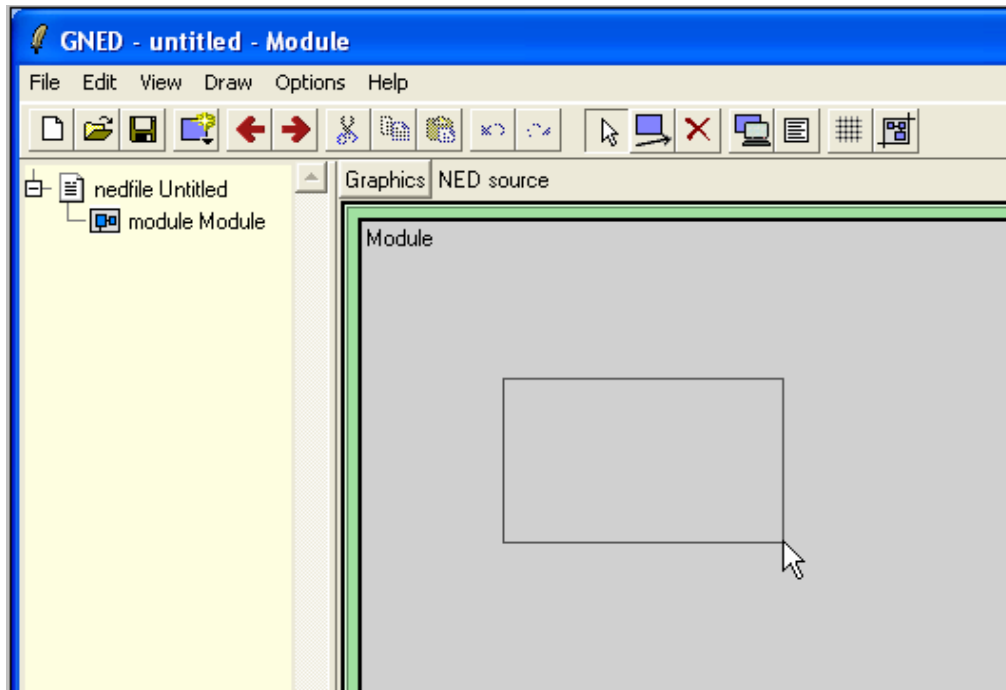 GNED - untitled - Module
File Edit View Draw Options Help
nedfile Untitled
module Module
Graphics NED source
Module